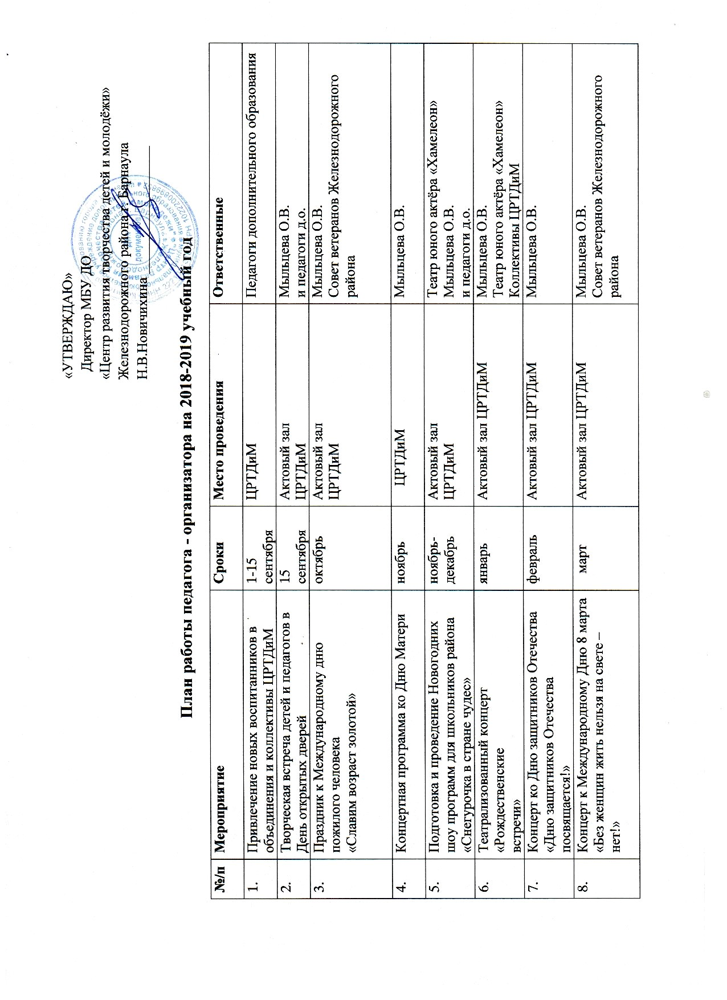 «УТВЕРЖДАЮ»
Директор МБУ ДО
«Центр развития творчества детей и молодёжи»
Железнодорожного района г. Барнаула
Н.В.Новичихина
План работы педагога - организатора на 2018-2019 учебный год
№/п Мероприятие Сроки Место проведения Ответственные
1. Привлечение новых воспитанников в 1-15 ЦРТДиМ Педагоги дополнительного образования
объединения и коллективы ЦРТДиМ сентября
2. Творческая встреча детей и педагогов в 15 Актовый зал Мыльцева О.В.
День открытых дверей сентября ЦРТДиМ и педагоги д.о.
3. Праздник к Международному дню октябрь Актовый зал Мыльцева О.В.
пожилого человека ЦРТДиМ Совет ветеранов Железнодорожного
«Славим возраст золотой» района
4. Концертная программа ко Дню Матери ноябрь ЦРТДиМ Мыльцева О.В.
5. Подготовка и проведение Новогодних ноябрь- Актовый зал Театр юного актёра «Хамелеон»
шоу программ для школьников района декабрь ЦРТДиМ Мыльцева О.В.
«Снегурочка в стране чудес» и педагоги д.о.
6. Театрализованный концерт январь Актовый зал ЦРТДиМ Мыльцева О.В.
«Рождественские Театр юного актёра «Хамелеон»
встречи» Коллективы ЦРТДиМ
7. Концерт ко Дню защитников Отечества февраль Актовый зал ЦРТДиМ Мыльцева О.В.
«Дню защитников Отечества
посвящается!»
8. Концерт к Международному Дню 8 марта март Актовый зал ЦРТДиМ Мыльцева О.В.
«Без женщин жить нельзя на свете – Совет ветеранов Железнодорожного
нет!» района